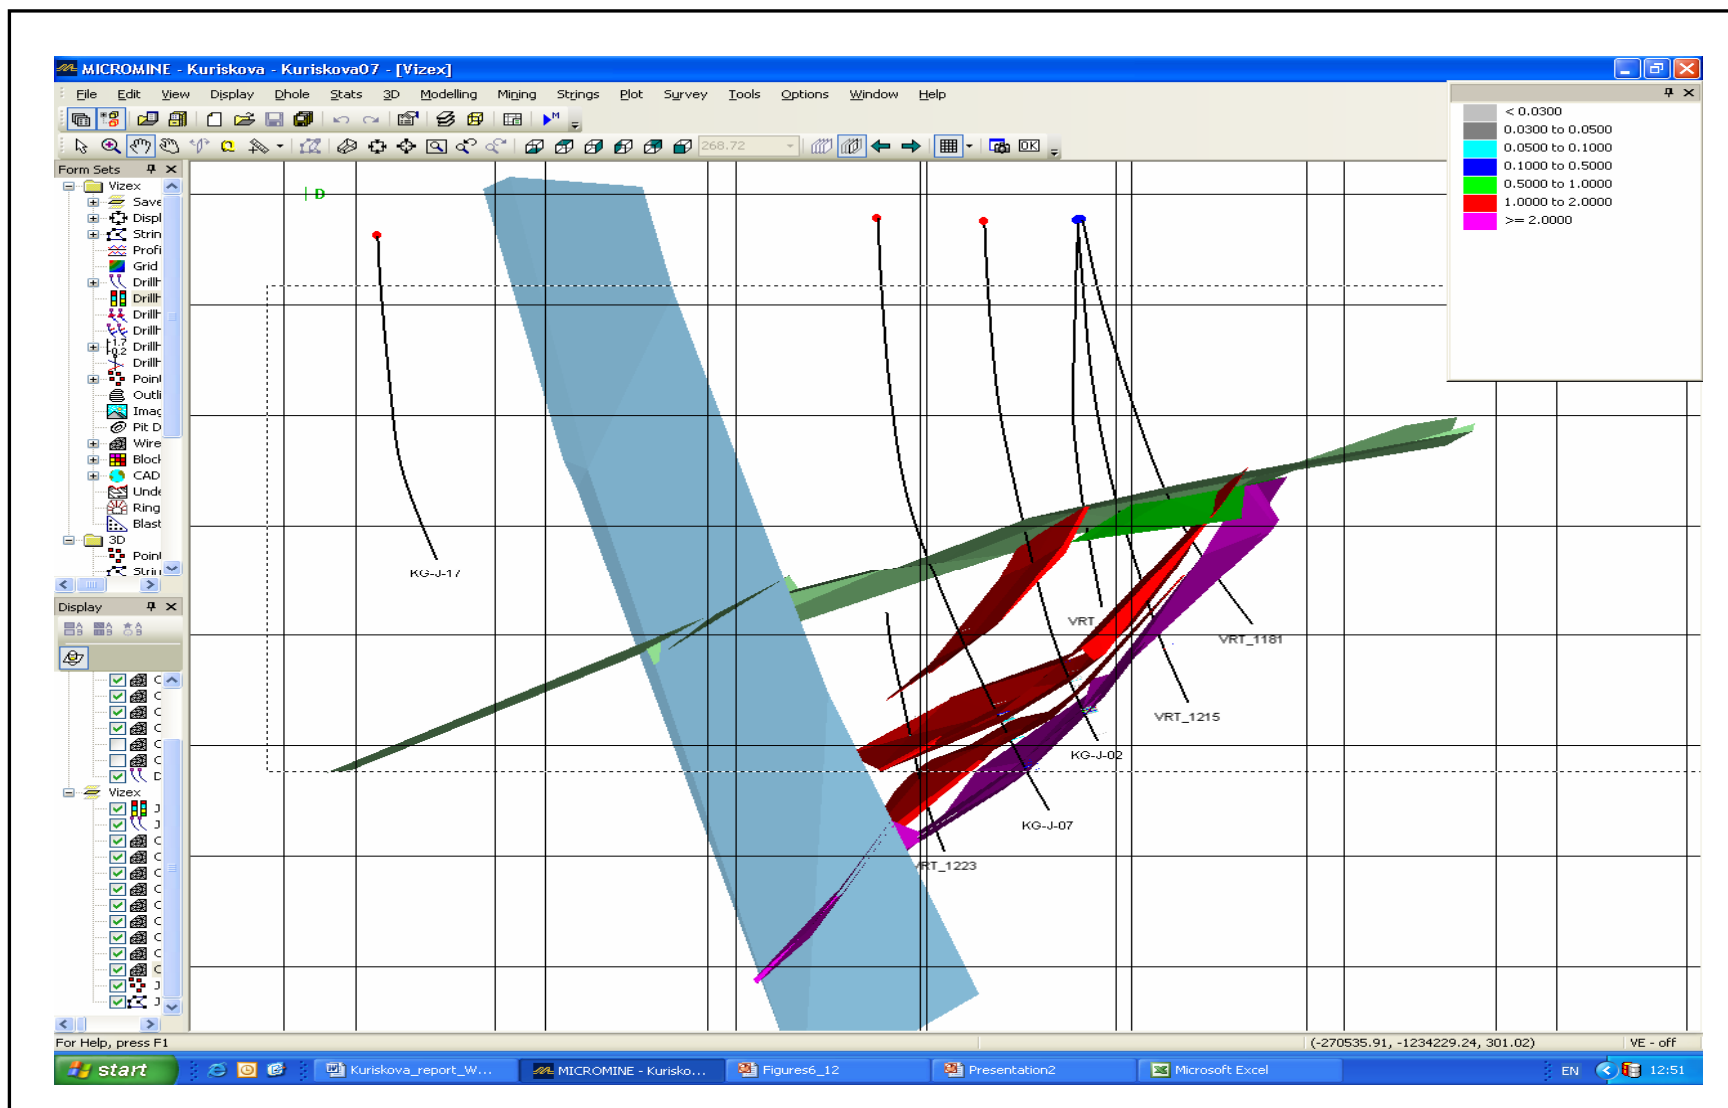 MICROMINE - Kuriskova - Kuriskova07 - [Vizex]
File Edit View Display Dhole Stats 3D Modelling Mining Strings Plot Survey Tools Options Window Help
268.72
Form Sets
Vizex
Save
Displ
Strin
Profi
Grid
Drillh
Drillh
Drillh
Drillh
Drillh
Drillh
Point
Outli
Imag
Pit D
Wire
Block
CAD
Unde
Ring
Blast
3D
Point
Strin
Display
C
C
C
C
C
C
D
Vizex
J
J
C
C
C
C
C
C
C
C
C
J
J
D
< 0.0300
0.0300 to 0.0500
0.0500 to 0.1000
0.1000 to 0.5000
0.5000 to 1.0000
1.0000 to 2.0000
>= 2.0000
KG-J-17
VRT
VRT_1181
VRT_1215
KG-J-02
KG-J-07
VRT_1223
For Help, press F1
(-270535.91, -1234229.24, 301.02)
VE - off
start
Kuriskova_report_W...
MICROMINE - Kurisko...
Figures6_12
Presentation2
Microsoft Excel
EN
12:51